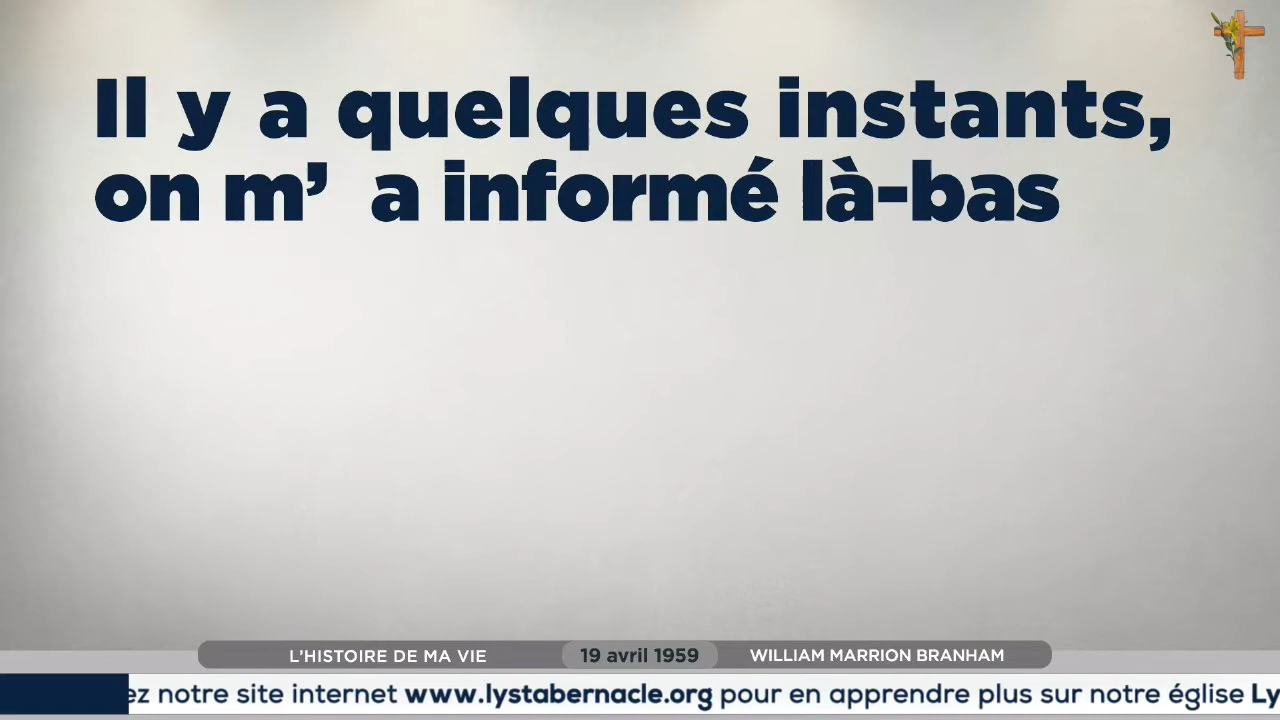 Il y a quelques instants,
on m’ a informé là-bas
L’HISTOIRE DE MA VIE 19 avril 1959 WILLIAM MARRION BRANHAM
ez notre site internet www.lystabernacle.org pour en apprendre plus sur notre église Ly